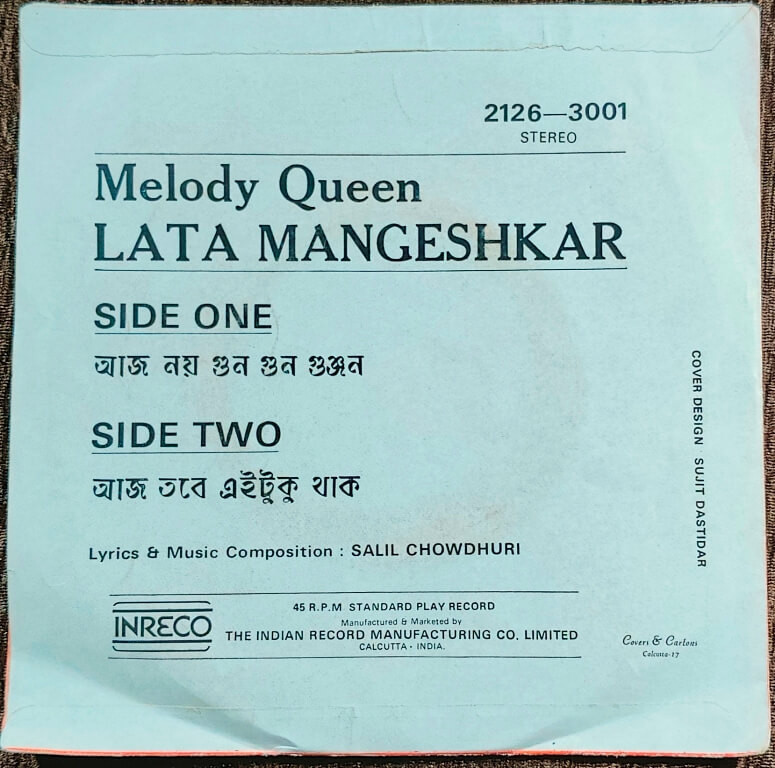 2126—3001
STEREO
Melody Queen
LATA MANGESHKAR
SIDE ONE
আজ নয় গুন গুন গুঞ্জন
SIDE TWO
আজ তবে এইটুকু থাক
COVER DESIGN SUJIT DASTIDAR
Lyrics & Music Composition : SALIL CHOWDHURI
INRECO
45 R.P.M STANDARD PLAY RECORD
Manufactured & Marketed by
THE INDIAN RECORD MANUFACTURING CO. LIMITED
CALCUTTA - INDIA.
Covers & Cartons
Calcutta-17